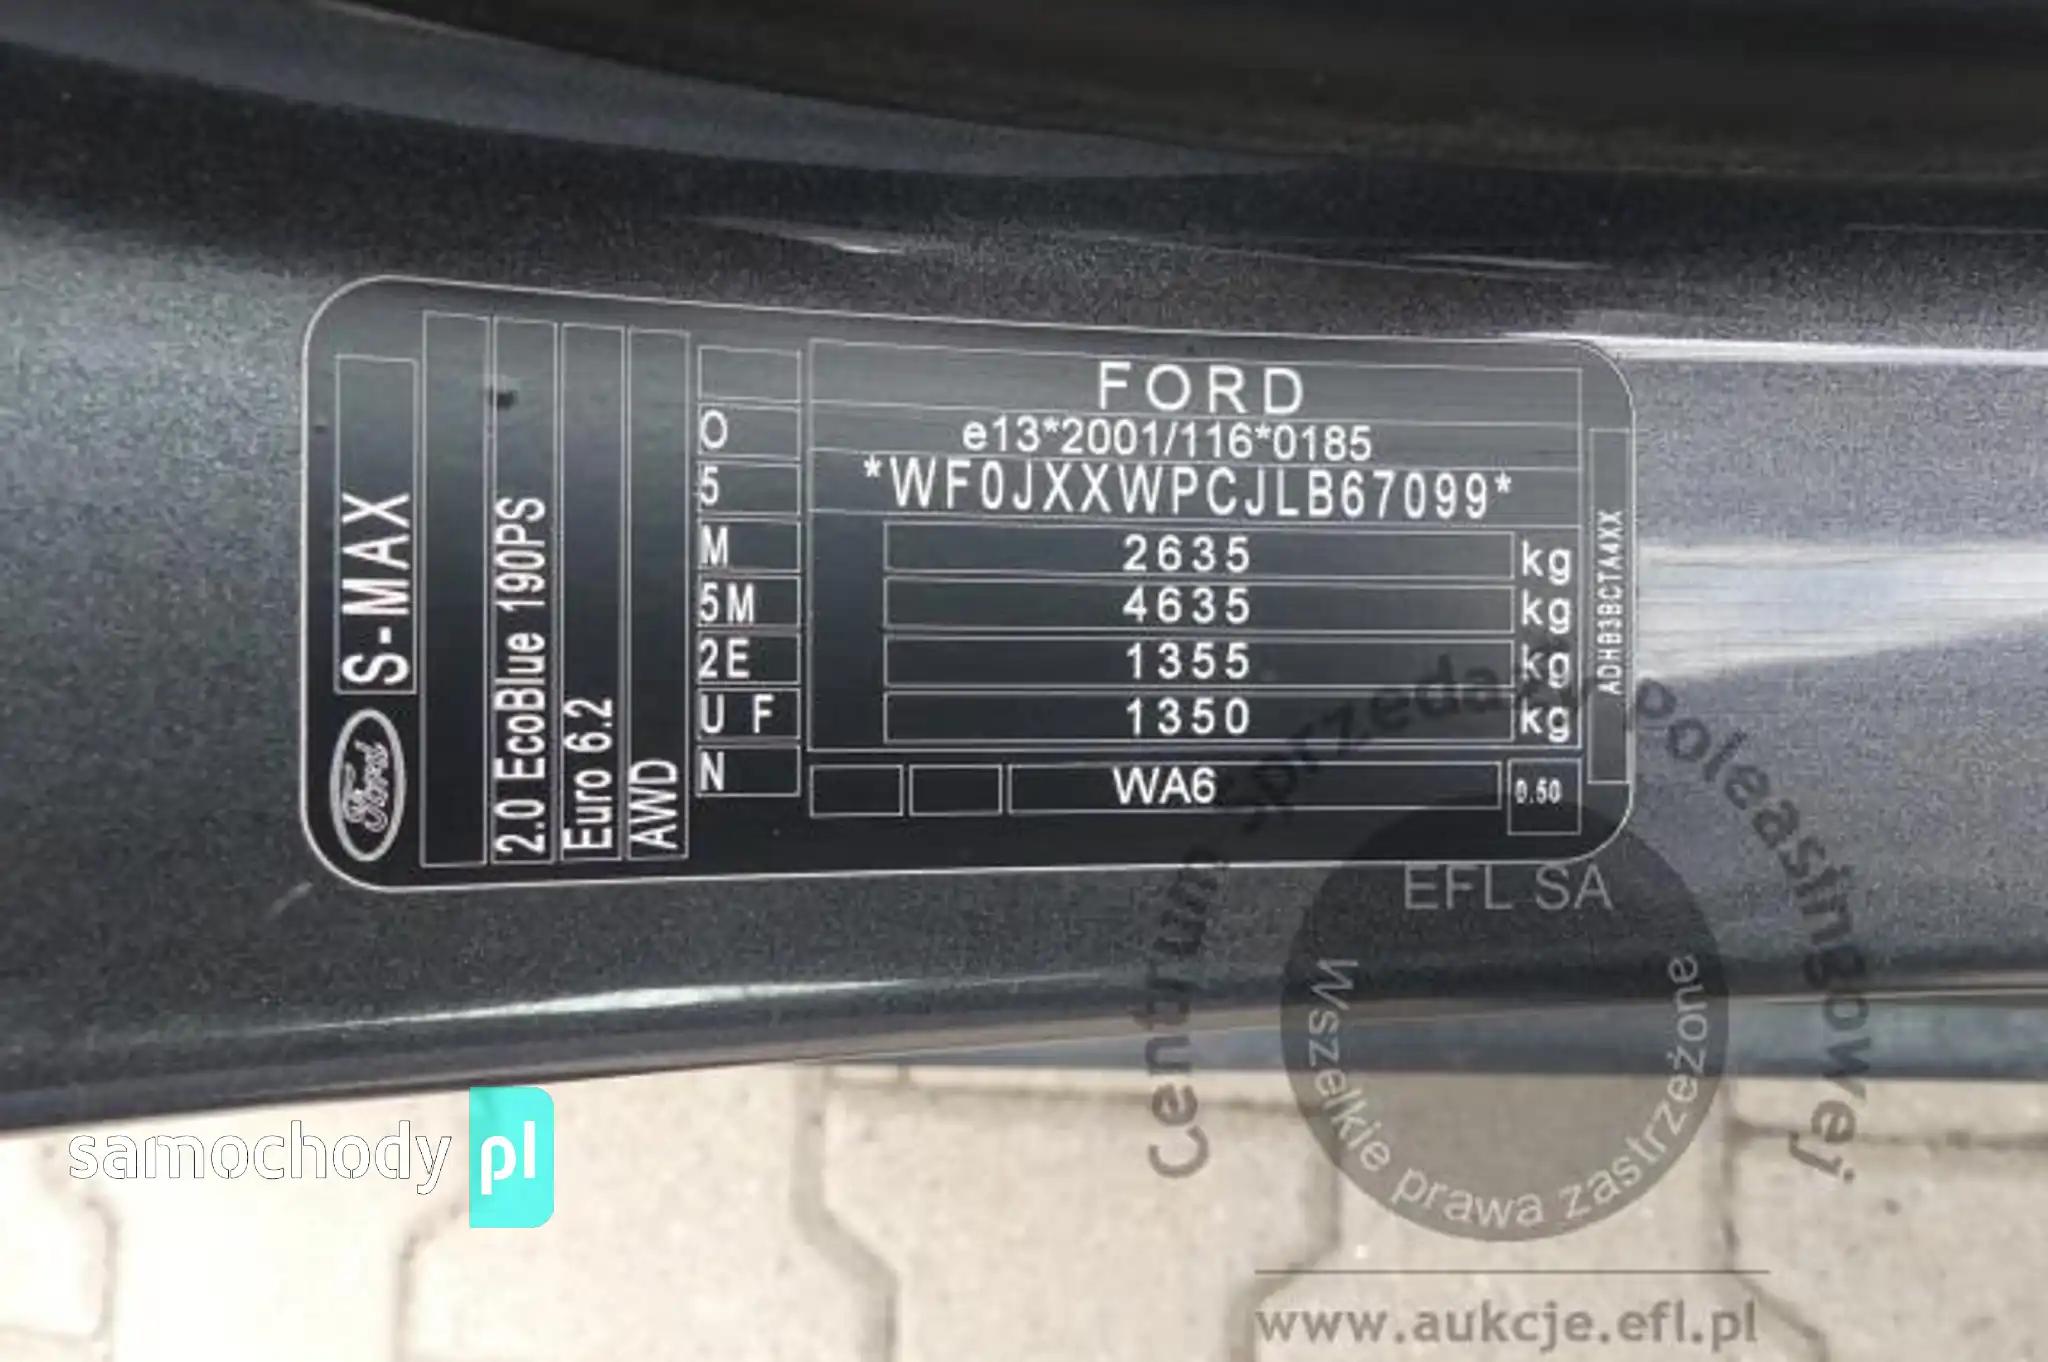 FORD
e13*2001/116*0185
*WF0JXXWPCJLB67099*
2635 kg
4635 kg
1355 kg
1350 kg
WA6
0.50
O
5
M
5M
2E
U F
N
Ford
S-MAX
2.0 EcoBlue 190PS
Euro 6.2
AWD
ADHB3BCTA4XX
Centrum sprzedaży poleasingowej
EFL SA
Wszelkie prawa zastrzeżone
www.aukcje.efl.pl
samochody pl